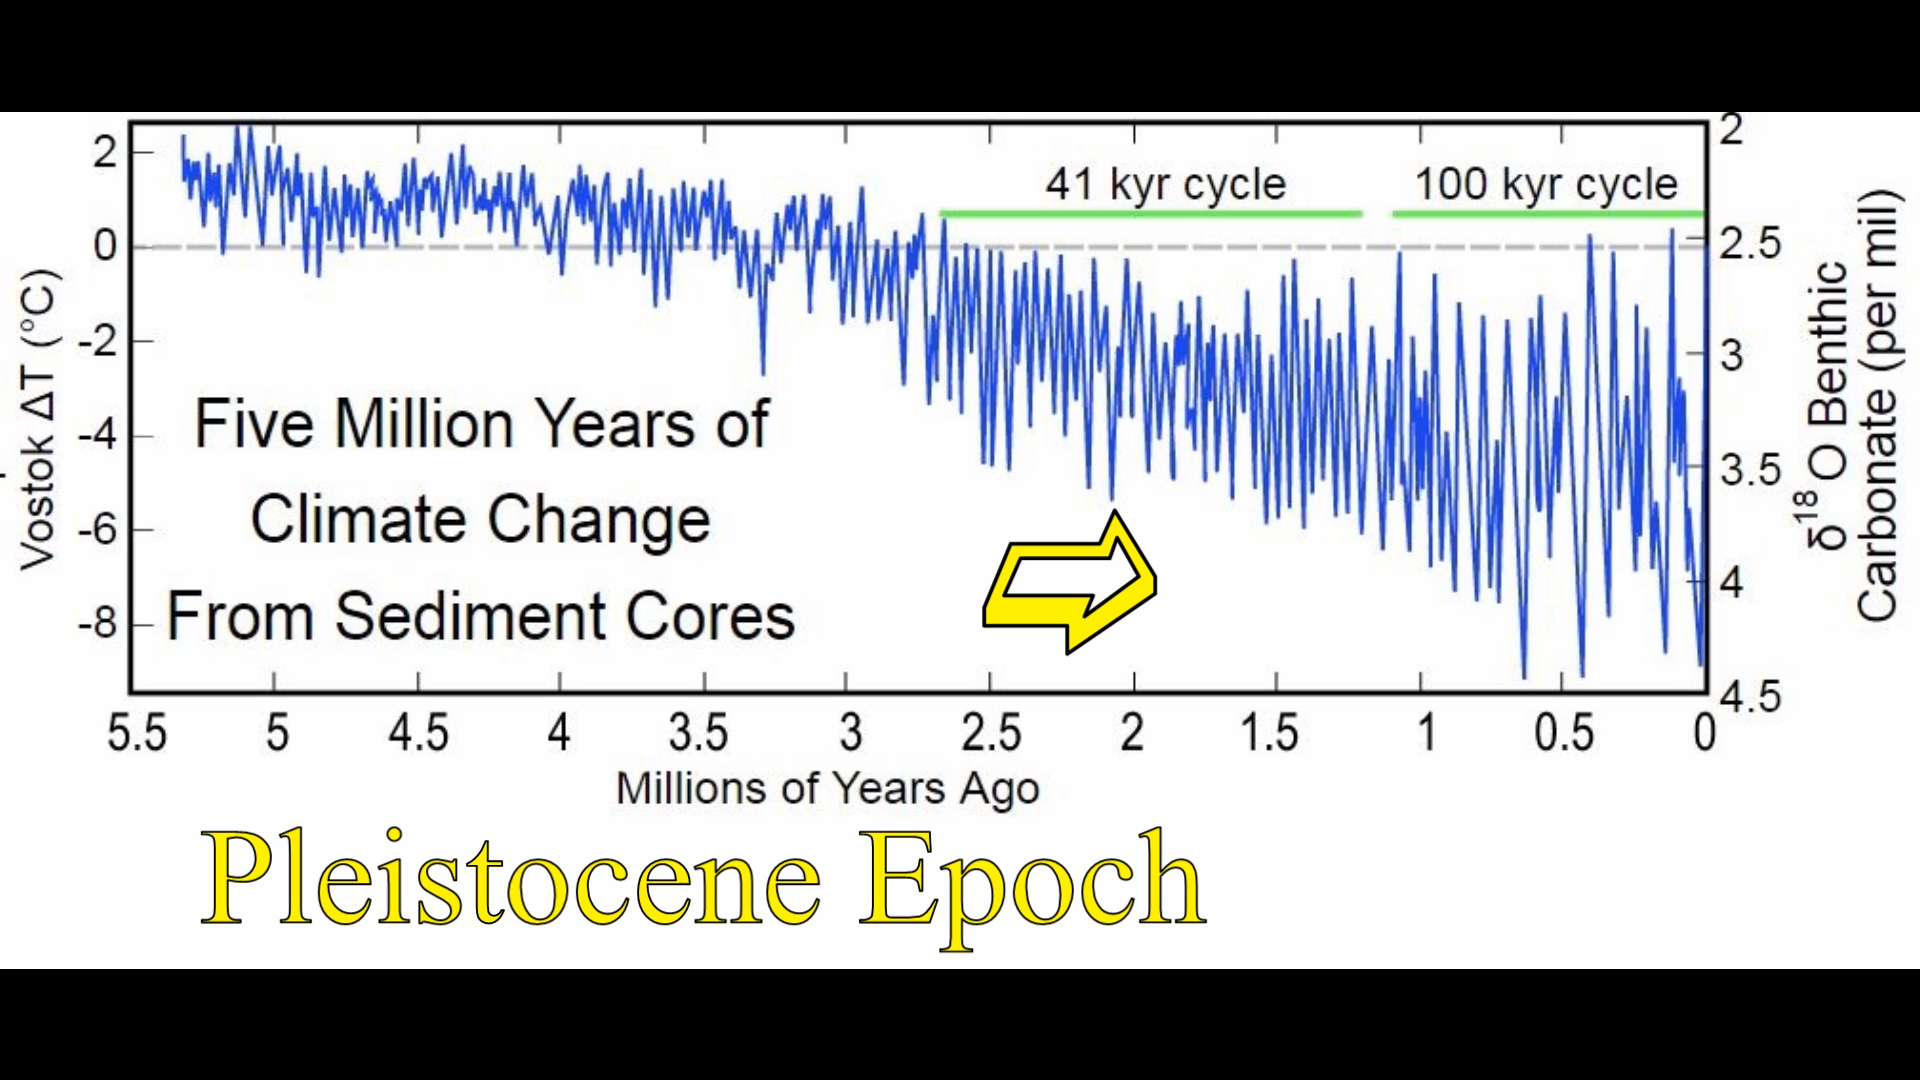 41 kyr cycle
100 kyr cycle
2
0
-2
-4
-6
-8
Vostok ΔT (°C)
2
2.5
3
3.5
4
4.5
δ18 O Benthic
Carbonate (per mil)
Five Million Years of
Climate Change
From Sediment Cores
5.5 5 4.5 4 3.5 3 2.5 2 1.5 1 0.5 0
Millions of Years Ago
Pleistocene Epoch